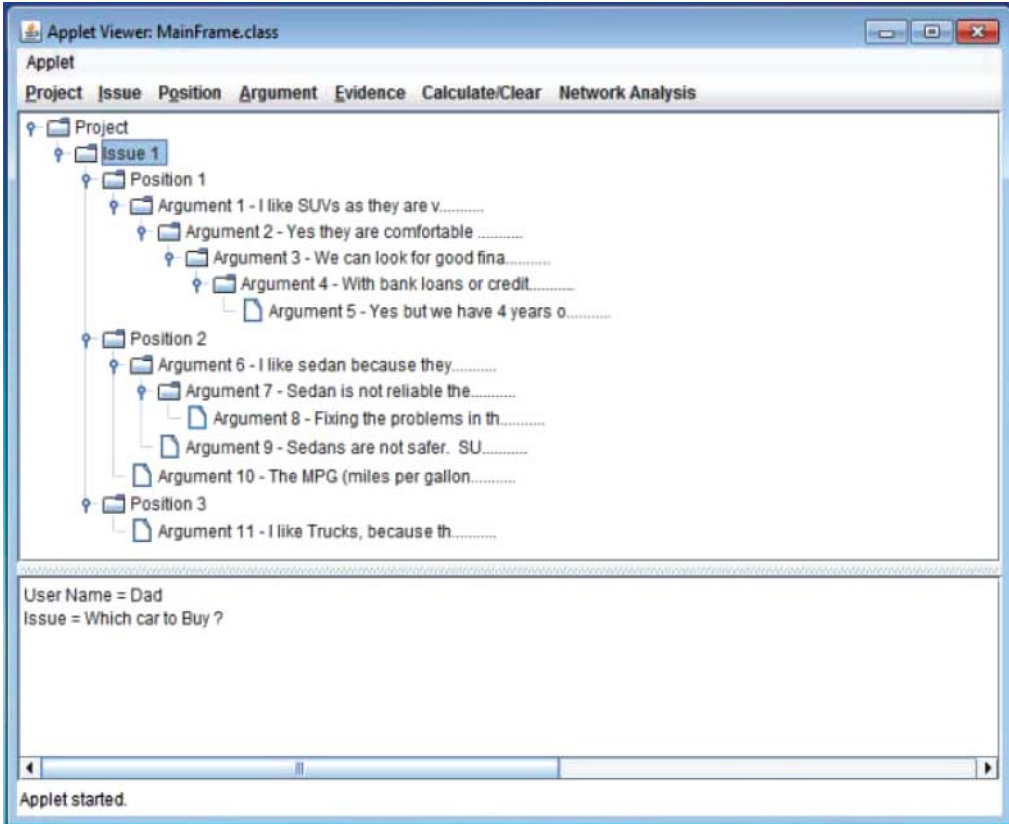 Applet Viewer: MainFrame.class
Applet
Project Issue Position Argument Evidence Calculate/Clear Network Analysis
Project
Issue 1
Position 1
Argument 1 - I like SUVs as they are v...........
Argument 2 - Yes they are comfortable ...........
Argument 3 - We can look for good fina...........
Argument 4 - With bank loans or credit...........
Argument 5 - Yes but we have 4 years o...........
Position 2
Argument 6 - I like sedan because they...........
Argument 7 - Sedan is not reliable the...........
Argument 8 - Fixing the problems in th...........
Argument 9 - Sedans are not safer. SU...........
Argument 10 - The MPG (miles per gallon...........
Position 3
Argument 11 - I like Trucks, because th...........
User Name = Dad
Issue = Which car to Buy ?
Applet started.